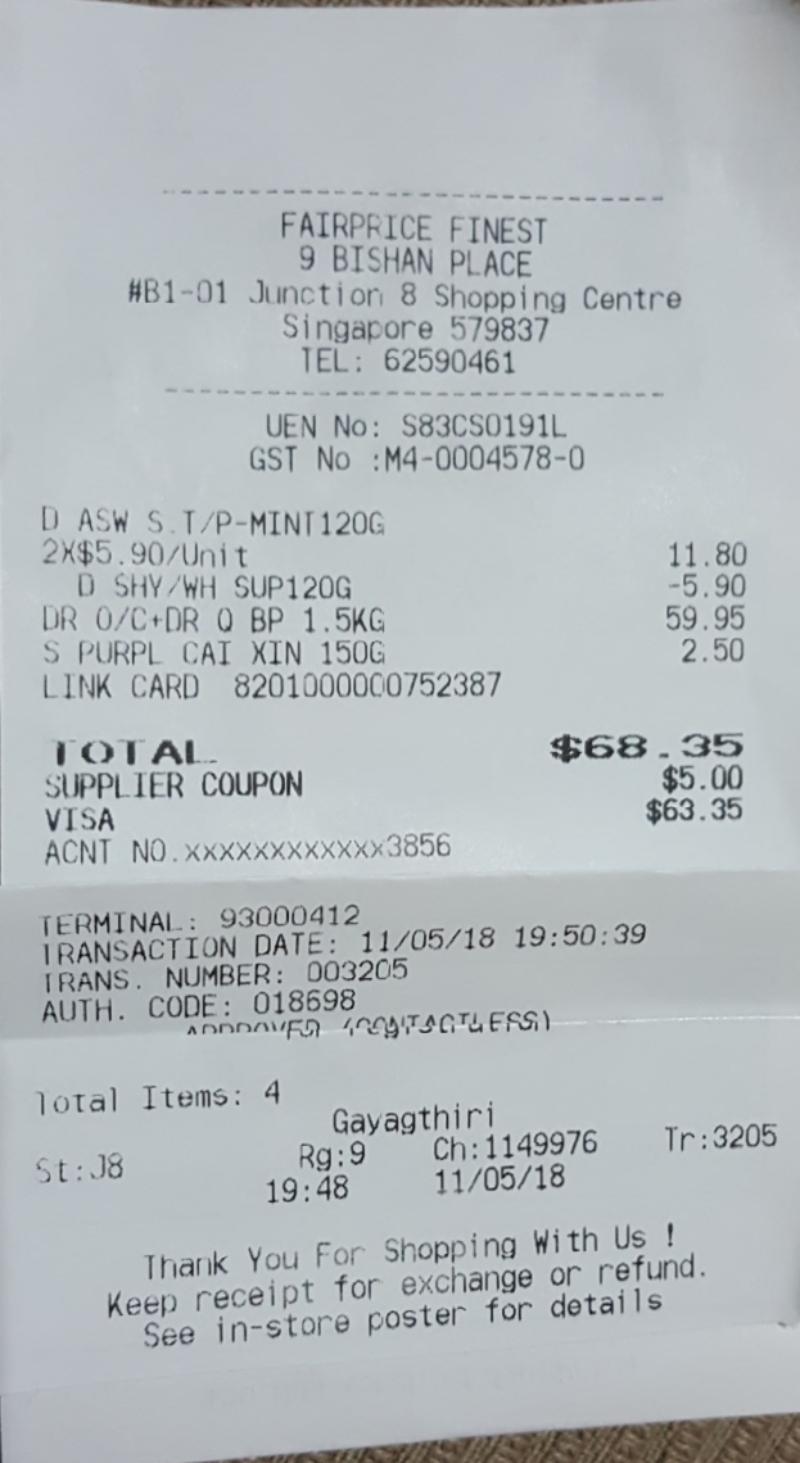 FAIRPRICE FINEST
9 BISHAN PLACE
#B1-01 Junction 8 Shopping Centre
Singapore 579837
TEL: 62590461
UEN No: S83CS0191L
GST No :M4-0004578-0
D ASW S.T/P-MINT120G
2X$5.90/Unit 11.80
D SHY/WH SUP120G -5.90
DR O/C+DR Q BP 1.5KG 59.95
S PURPL CAI XIN 150G 2.50
LINK CARD 8201000000752387
TOTAL $68.35
SUPPLIER COUPON $5.00
VISA $63.35
ACNT NO.xxxxxxxxxxxx3856
TERMINAL: 93000412
TRANSACTION DATE: 11/05/18 19:50:39
TRANS. NUMBER: 003205
AUTH. CODE: 018698
APPROVED (CONTACTLESS)
Total Items: 4
Gayagthiri
St:J8 Rg:9 Ch:1149976 Tr:3205
19:48 11/05/18
Thank You For Shopping With Us !
Keep receipt for exchange or refund.
See in-store poster for details